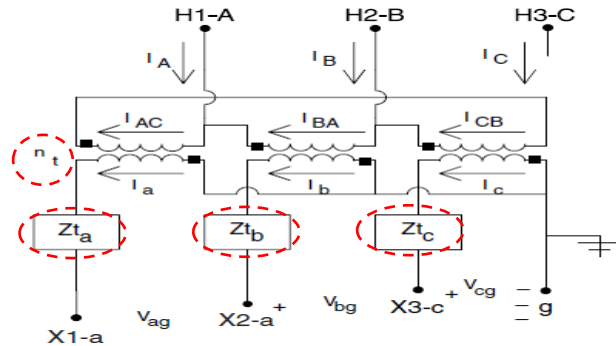 H1-A H2-B H3-C
I A I B I C
I AC I BA I CB
n t
I a I b I c
Zt a Zt b Zt c
V ag + V bg + V cg g
X1-a X2-a X3-c